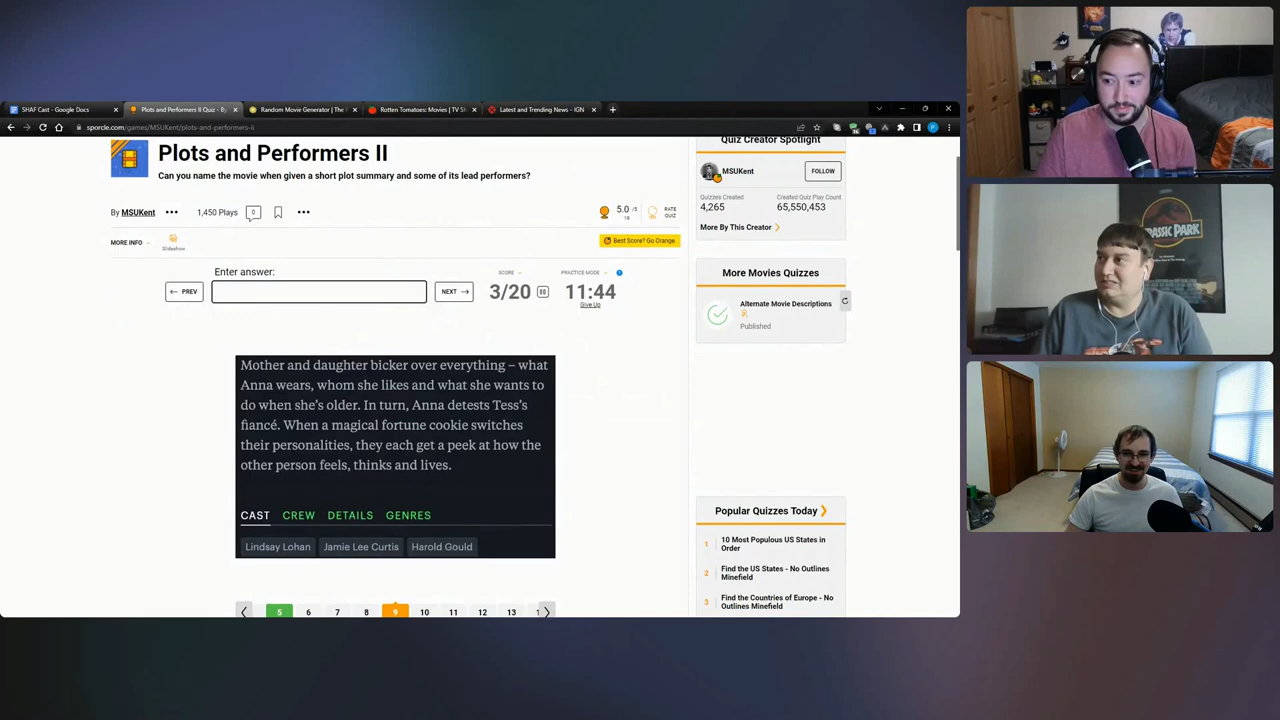 SHAF Cast - Google Docs
Plots and Performers II Quiz - By
Random Movie Generator | The
Rotten Tomatoes: Movies | TV Sh
Latest and Trending News - IGN
sporcle.com/games/MSUKent/plots-and-performers-ii
Plots and Performers II
Can you name the movie when given a short plot summary and some of its lead performers?
By MSUKent
1,450 Plays
0
5.0 /5
19
RATE
QUIZ
MORE INFO
Slideshow
Best Score? Go Orange
Enter answer:
← PREV
NEXT →
SCORE
3/20
PRACTICE MODE
11:44
Give Up
Mother and daughter bicker over everything – what
Anna wears, whom she likes and what she wants to
do when she's older. In turn, Anna detests Tess's
fiancé. When a magical fortune cookie switches
their personalities, they each get a peek at how the
other person feels, thinks and lives.
CAST CREW DETAILS GENRES
Lindsay Lohan Jamie Lee Curtis Harold Gould
5 6 7 8 9 10 11 12 13 1
Quiz Creator Spotlight
MSUKent
FOLLOW
Quizzes Created
4,265
Created Quiz Play Count
65,550,453
More By This Creator
More Movies Quizzes
Alternate Movie Descriptions
Published
Popular Quizzes Today
1 10 Most Populous US States in
Order
2 Find the US States - No Outlines
Minefield
3 Find the Countries of Europe - No
Outlines Minefield
JURASSIC PARK